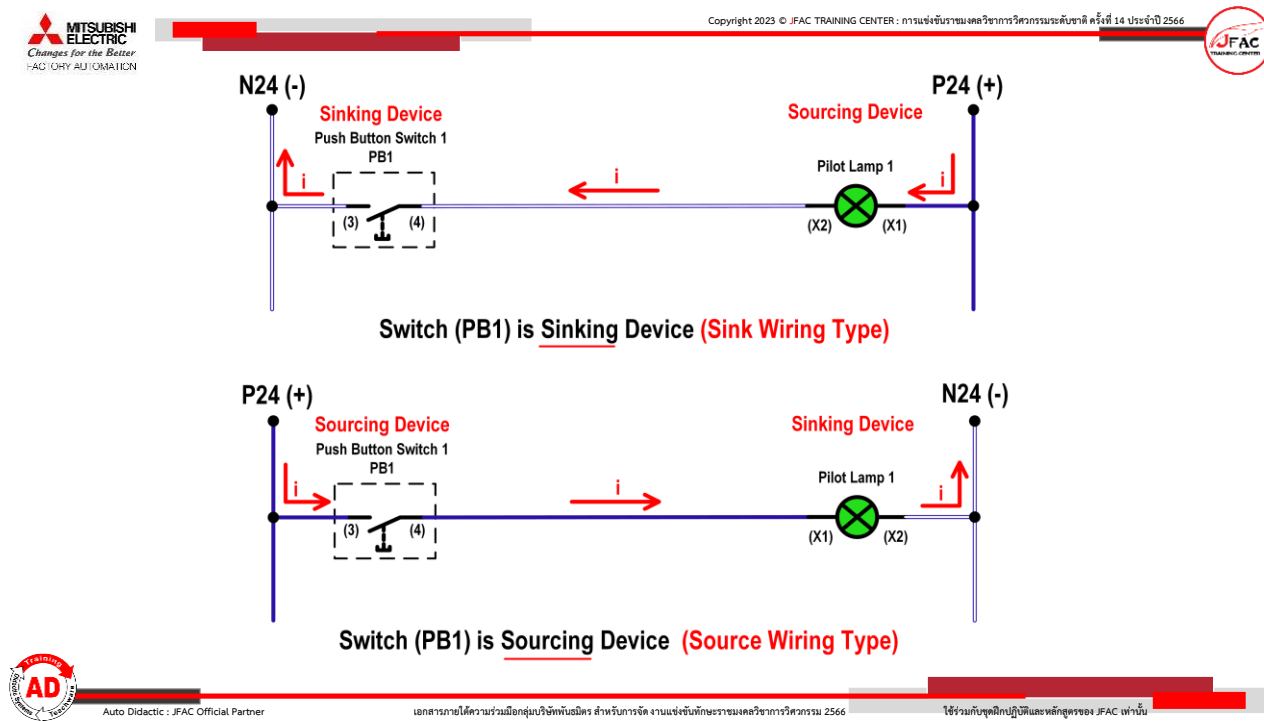 MITSUBISHI
ELECTRIC
Changes for the Better
FACTORY AUTOMATION
Copyright 2023 © JFAC TRAINING CENTER : การแข่งขันราชมงคลวิชาการวิศวกรรมระดับชาติ ครั้งที่ 14 ประจำปี 2566
JFAC
TRAINING CENTER
N24 (-)
P24 (+)
Sinking Device
Sourcing Device
Push Button Switch 1
PB1
Pilot Lamp 1
i
i
i
(3)
(4)
(X2)
(X1)
Switch (PB1) is Sinking Device (Sink Wiring Type)
P24 (+)
N24 (-)
Sourcing Device
Sinking Device
Push Button Switch 1
PB1
Pilot Lamp 1
i
i
i
(3)
(4)
(X1)
(X2)
Switch (PB1) is Sourcing Device (Source Wiring Type)
Training
AD
Auto Didactic : JFAC Official Partner
เอกสารภายใต้ความร่วมมือกลุ่มบริษัทพันธมิตร สำหรับการจัด งานแข่งขันทักษะราชมงคลวิชาการวิศวกรรม 2566
ใช้ร่วมกับชุดฝึกปฏิบัติและหลักสูตรของ JFAC เท่านั้น